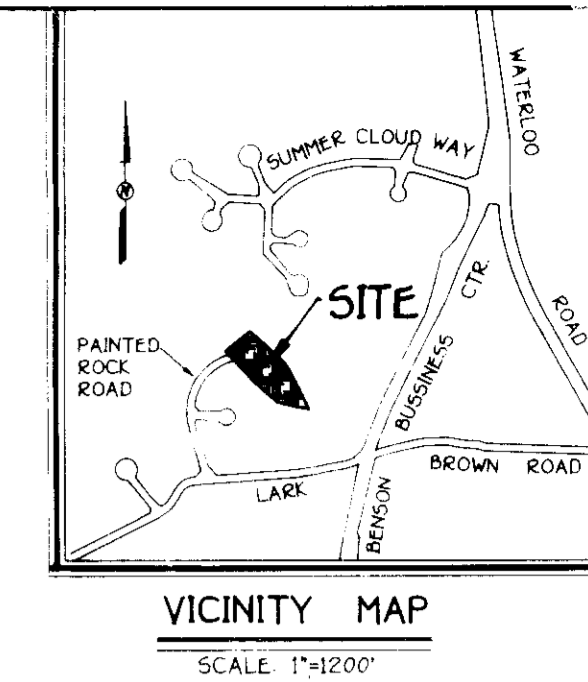 WATERLOO
ROAD
SUMMER CLOUD WAY
N
SITE
PAINTED
ROCK
ROAD
BENSON BUSSINESS CTR.
LARK BROWN ROAD
VICINITY MAP
SCALE 1"=1200'